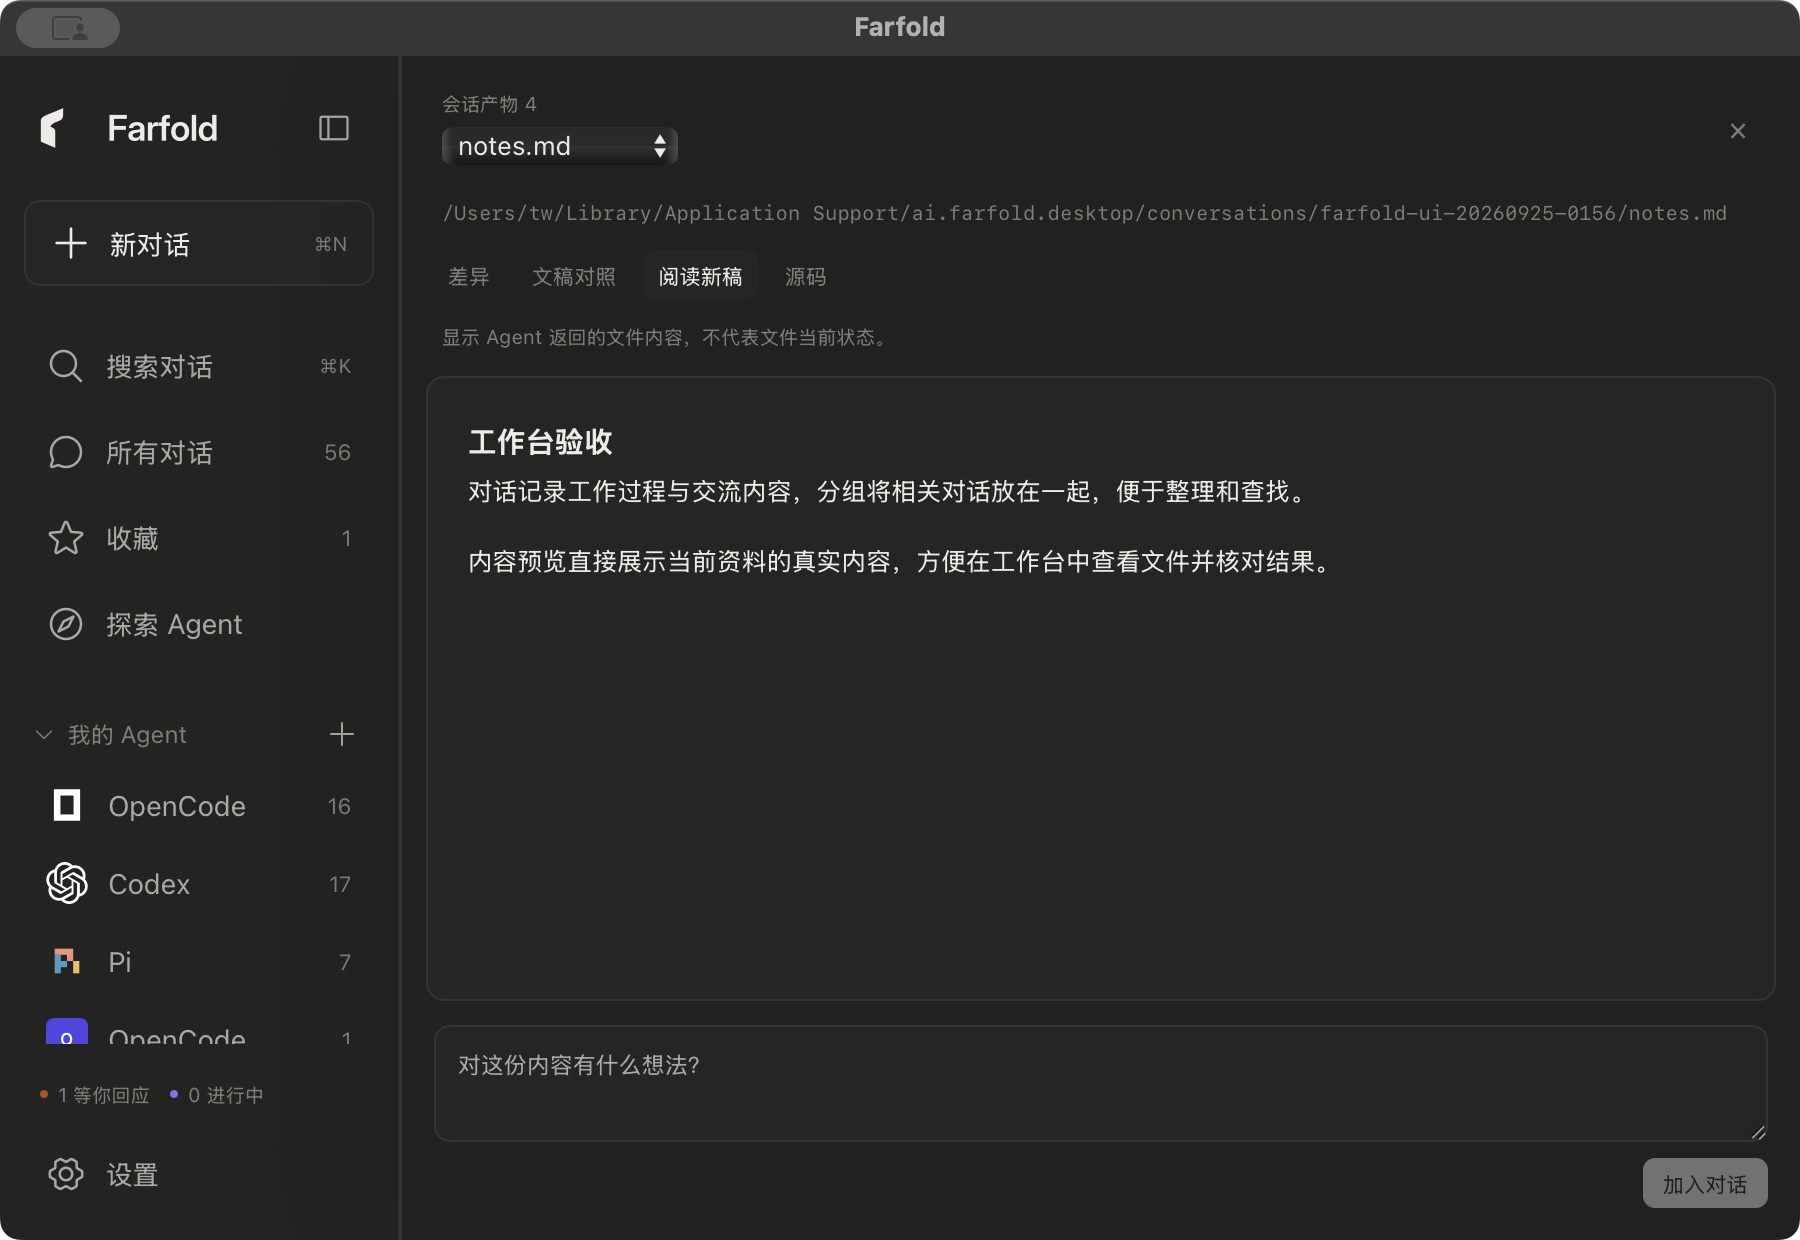 Farfold
Farfold
新对话 ⌘N
搜索对话 ⌘K
所有对话 56
收藏 1
探索 Agent
我的 Agent
OpenCode 16
Codex 17
Pi 7
OpenCode 1
1 等你回应 0 进行中
设置
会话产物 4
notes.md
/Users/tw/Library/Application Support/ai.farfold.desktop/conversations/farfold-ui-20260925-0156/notes.md
差异 文稿对照 阅读新稿 源码
显示 Agent 返回的文件内容，不代表文件当前状态。
工作台验收
对话记录工作过程与交流内容，分组将相关对话放在一起，便于整理和查找。
内容预览直接展示当前资料的真实内容，方便在工作台中查看文件并核对结果。
对这份内容有什么想法?
加入对话